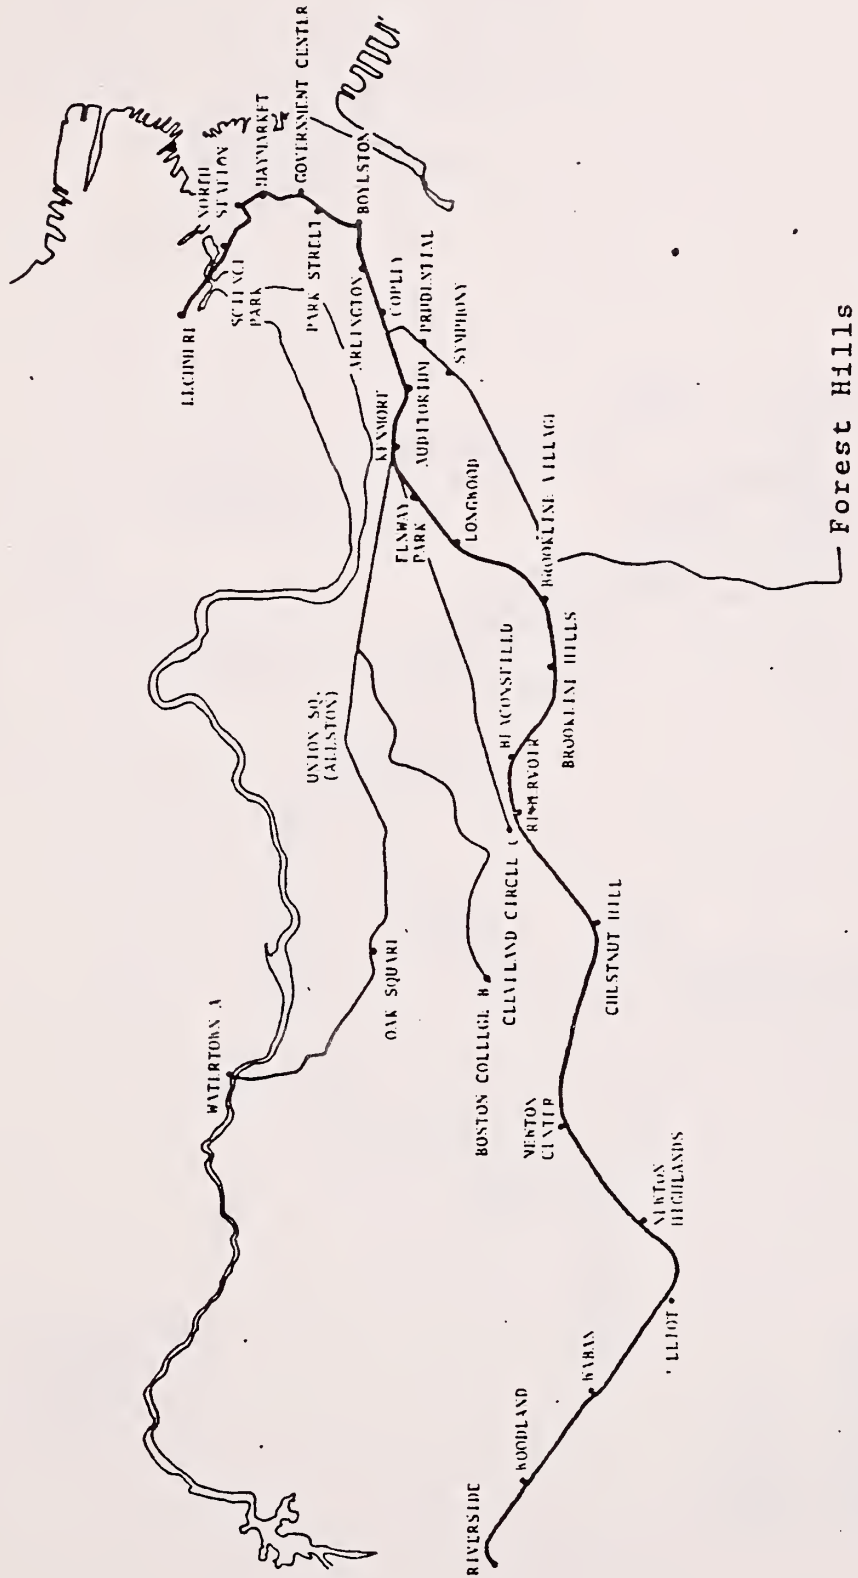 LECHMERE
SCIENCE
PARK
NORTH
STATION
HAYMARKET
GOVERNMENT CENTER
PARK STREET
BOYLSTON
ARLINGTON
COPLEY
PRUDENTIAL
SYMPHONY
AUDITORIUM
KENMORE
FENWAY
PARK
LONGWOOD
BROOKLINE VILLAGE
BROOKLINE HILLS
BEACONSFIELD
RESERVOIR
CLEVELAND CIRCLE C
UNION SQ.
(ALLSTON)
OAK SQUARE
WATERTOWN A
BOSTON COLLEGE B
CHESTNUT HILL
NEWTON
CENTER
NEWTON
HIGHLANDS
ELIOT
WABAN
WOODLAND
RIVERSIDE
Forest Hills